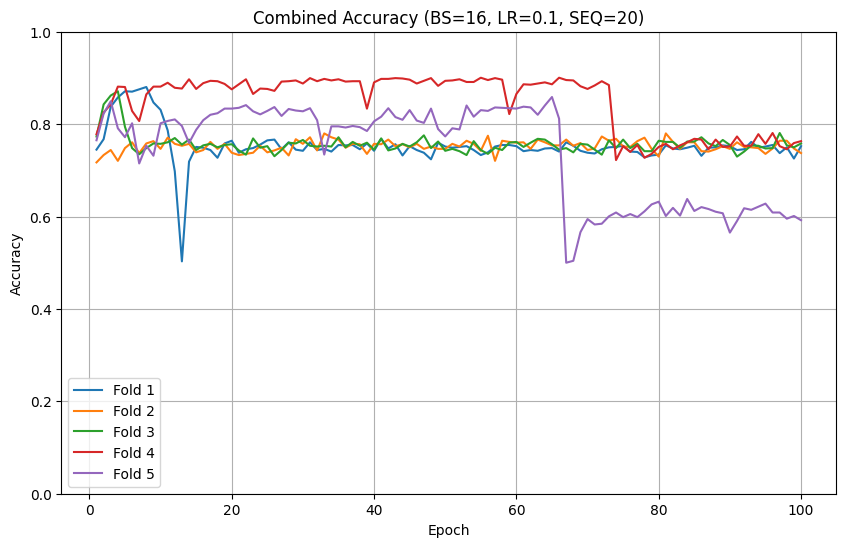 Combined Accuracy (BS=16, LR=0.1, SEQ=20)
1.0
0.8
0.6
0.4
0.2
0.0
Accuracy
Fold 1
Fold 2
Fold 3
Fold 4
Fold 5
0 20 40 60 80 100
Epoch